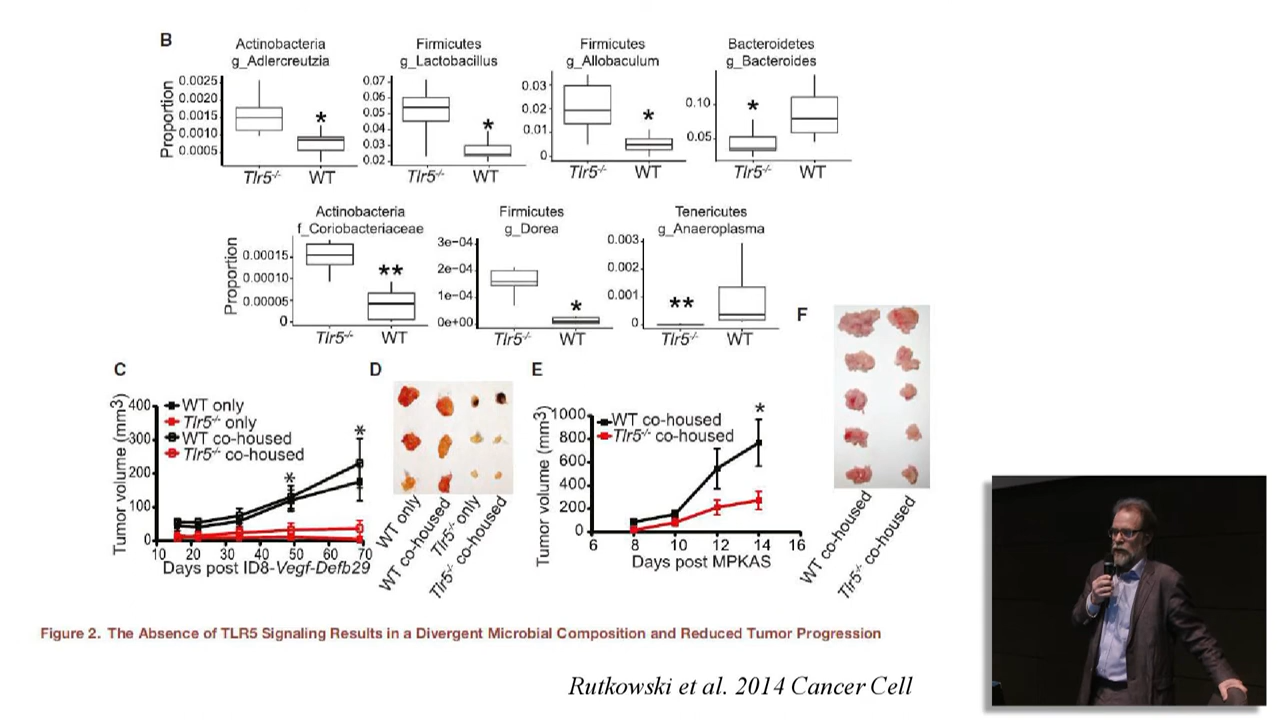 B
Actinobacteria
g_Adlercreutzia
Firmicutes
g_Lactobacillus
Firmicutes
g_Allobaculum
Bacteroidetes
g_Bacteroides
Proportion
0.0025
0.0020
0.0015
0.0010
0.0005
*
Tlr5-/-
WT
0.07
0.06
0.05
0.04
0.03
0.02
*
Tlr5-/-
WT
0.03
0.02
0.01
0
*
Tlr5-/-
WT
0.10
0.05
*
Tlr5-/-
WT
Actinobacteria
f_Coriobacteriaceae
Firmicutes
g_Dorea
Tenericutes
g_Anaeroplasma
Proportion
0.00015
0.00010
0.00005
0
**
Tlr5-/-
WT
3e−04
2e−04
1e−04
0e+00
*
Tlr5-/-
WT
0.003
0.002
0.001
0
**
Tlr5-/-
WT
C
Tumor volume (mm3)
400
300
200
100
0
WT only
Tlr5-/- only
WT co-housed
Tlr5-/- co-housed
*
*
10 20 30 40 50 60 70
Days post ID8-Vegf-Defb29
D
WT only
WT co-housed
Tlr5-/- only
Tlr5-/- co-housed
E
Tumor volume (mm3)
1000
800
600
400
200
0
WT co-housed
Tlr5-/- co-housed
*
6 8 10 12 14 16
Days post MPKAS
F
WT co-housed
Tlr5-/- co-housed
Figure 2. The Absence of TLR5 Signaling Results in a Divergent Microbial Composition and Reduced Tumor Progression
Rutkowski et al. 2014 Cancer Cell